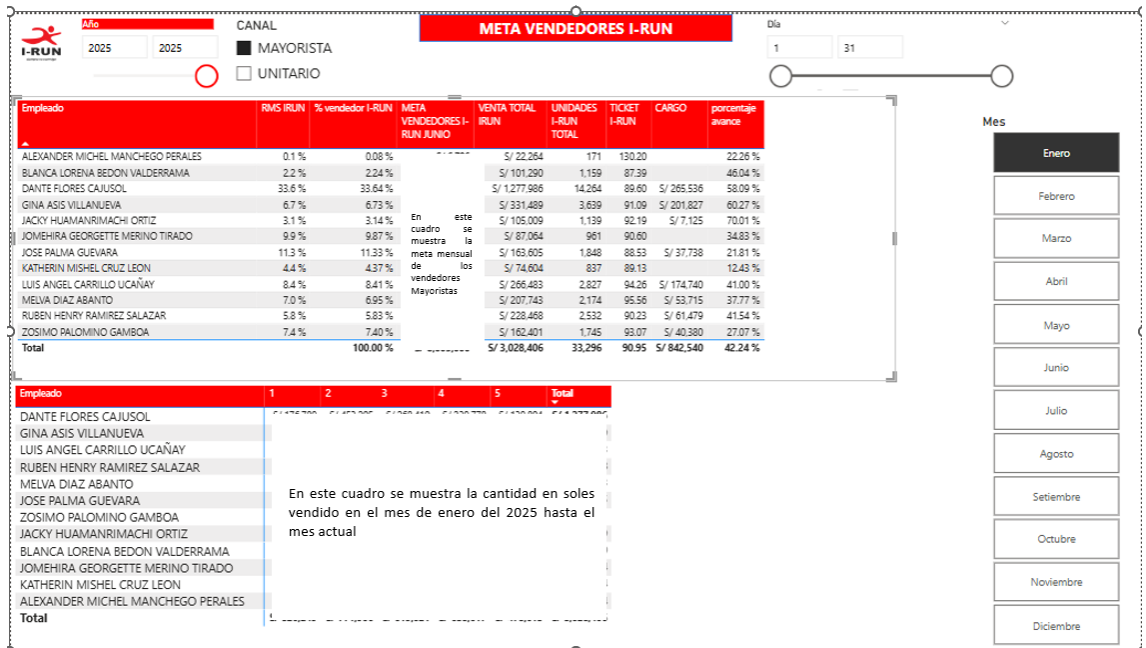 I-RUN
Año
2025 2025
CANAL
MAYORISTA
UNITARIO
META VENDEDORES I-RUN
Día
1 31
Empleado RMS IRUN % vendedor I-RUN META VENDEDORES I-RUN JUNIO VENTA TOTAL IRUN UNIDADES I-RUN TOTAL TICKET I-RUN CARGO porcentaje avance
ALEXANDER MICHEL MANCHEGO PERALES 0.1 % 0.08 % S/ 22,264 171 130.20 22.26 %
BLANCA LORENA BEDON VALDERRAMA 2.2 % 2.24 % S/ 101,290 1,159 87.39 46.04 %
DANTE FLORES CAJUSOL 33.6 % 33.64 % S/ 1,277,986 14,264 89.60 S/ 265,536 58.09 %
GINA ASIS VILLANUEVA 6.7 % 6.73 % S/ 331,489 3,639 91.09 S/ 201,827 60.27 %
JACKY HUAMANRIMACHI ORTIZ 3.1 % 3.14 % S/ 105,009 1,139 92.19 S/ 7,125 70.01 %
JOMEHIRA GEORGETTE MERINO TIRADO 9.9 % 9.87 % S/ 87,064 961 90.60 34.83 %
JOSE PALMA GUEVARA 11.3 % 11.33 % S/ 163,605 1,848 88.53 S/ 37,738 21.81 %
KATHERIN MISHEL CRUZ LEON 4.4 % 4.37 % S/ 74,604 837 89.13 12.43 %
LUIS ANGEL CARRILLO UCAÑAY 8.4 % 8.41 % S/ 266,483 2,827 94.26 S/ 174,740 41.00 %
MELVA DIAZ ABANTO 7.0 % 6.95 % S/ 207,743 2,174 95.56 S/ 53,715 37.77 %
RUBEN HENRY RAMIREZ SALAZAR 5.8 % 5.83 % S/ 228,468 2,532 90.23 S/ 61,479 41.54 %
ZOSIMO PALOMINO GAMBOA 7.4 % 7.40 % S/ 162,401 1,745 93.07 S/ 40,380 27.07 %
Total 100.00 % S/ 3,028,406 33,296 90.95 S/ 842,540 42.24 %
En este
cuadro se
muestra la
meta mensual
de los
vendedores
Mayoristas
Empleado 1 2 3 4 5 Total
DANTE FLORES CAJUSOL
GINA ASIS VILLANUEVA
LUIS ANGEL CARRILLO UCAÑAY
RUBEN HENRY RAMIREZ SALAZAR
MELVA DIAZ ABANTO
JOSE PALMA GUEVARA
ZOSIMO PALOMINO GAMBOA
JACKY HUAMANRIMACHI ORTIZ
BLANCA LORENA BEDON VALDERRAMA
JOMEHIRA GEORGETTE MERINO TIRADO
KATHERIN MISHEL CRUZ LEON
ALEXANDER MICHEL MANCHEGO PERALES
Total
En este cuadro se muestra la cantidad en soles
vendido en el mes de enero del 2025 hasta el
mes actual
Mes
Enero
Febrero
Marzo
Abril
Mayo
Junio
Julio
Agosto
Setiembre
Octubre
Noviembre
Diciembre